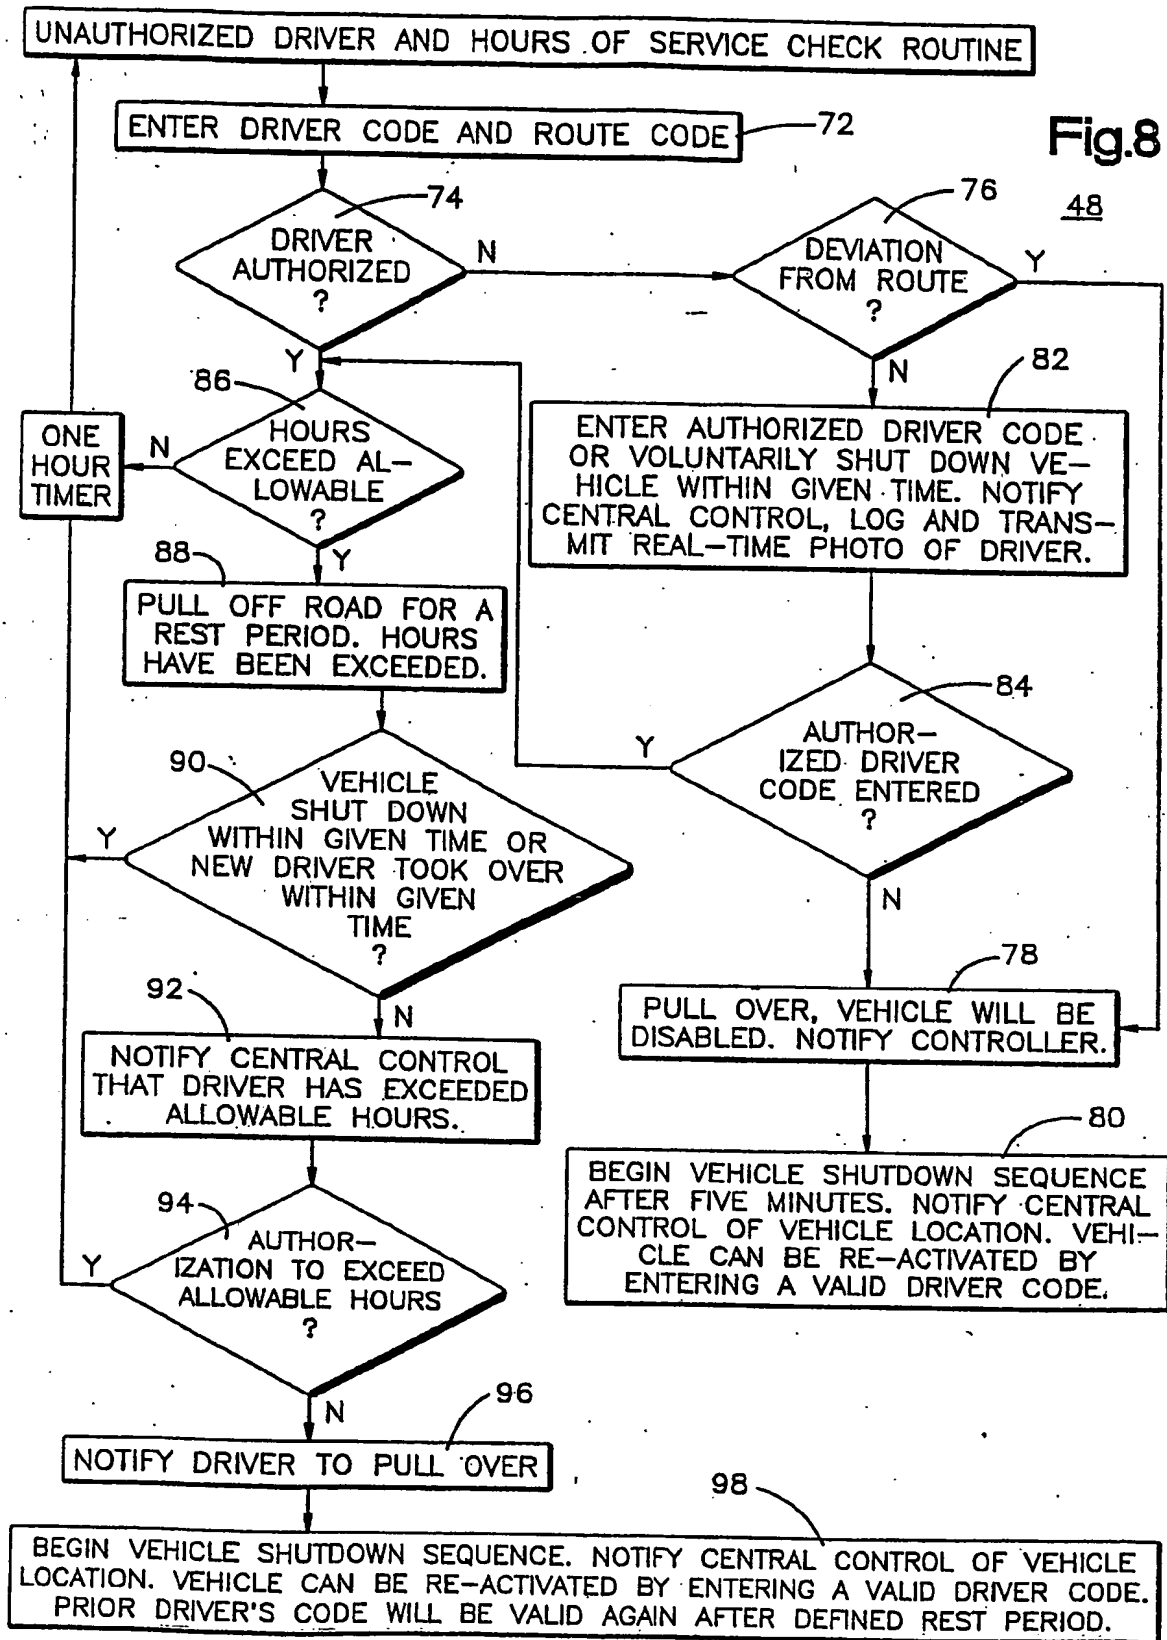 UNAUTHORIZED DRIVER AND HOURS OF SERVICE CHECK ROUTINE
ENTER DRIVER CODE AND ROUTE CODE
72
Fig.8
48
74
DRIVER
AUTHORIZED
?
N
Y
76
DEVIATION
FROM ROUTE
?
Y
N
86
HOURS
EXCEED AL-
LOWABLE
?
N
Y
ONE
HOUR
TIMER
82
ENTER AUTHORIZED DRIVER CODE
OR VOLUNTARILY SHUT DOWN VE-
HICLE WITHIN GIVEN TIME. NOTIFY
CENTRAL CONTROL, LOG AND TRANS-
MIT REAL-TIME PHOTO OF DRIVER.
88
PULL OFF ROAD FOR A
REST PERIOD. HOURS
HAVE BEEN EXCEEDED.
84
AUTHOR-
IZED DRIVER
CODE ENTERED
?
Y
N
90
VEHICLE
SHUT DOWN
WITHIN GIVEN TIME OR
NEW DRIVER TOOK OVER
WITHIN GIVEN
TIME
?
Y
N
78
PULL OVER, VEHICLE WILL BE
DISABLED. NOTIFY CONTROLLER.
92
NOTIFY CENTRAL CONTROL
THAT DRIVER HAS EXCEEDED
ALLOWABLE HOURS.
80
BEGIN VEHICLE SHUTDOWN SEQUENCE
AFTER FIVE MINUTES. NOTIFY CENTRAL
CONTROL OF VEHICLE LOCATION. VEHI-
CLE CAN BE RE-ACTIVATED BY
ENTERING A VALID DRIVER CODE.
94
AUTHOR-
IZATION TO EXCEED
ALLOWABLE HOURS
?
Y
N
96
NOTIFY DRIVER TO PULL OVER
98
BEGIN VEHICLE SHUTDOWN SEQUENCE. NOTIFY CENTRAL CONTROL OF VEHICLE
LOCATION. VEHICLE CAN BE RE-ACTIVATED BY ENTERING A VALID DRIVER CODE.
PRIOR DRIVER'S CODE WILL BE VALID AGAIN AFTER DEFINED REST PERIOD.